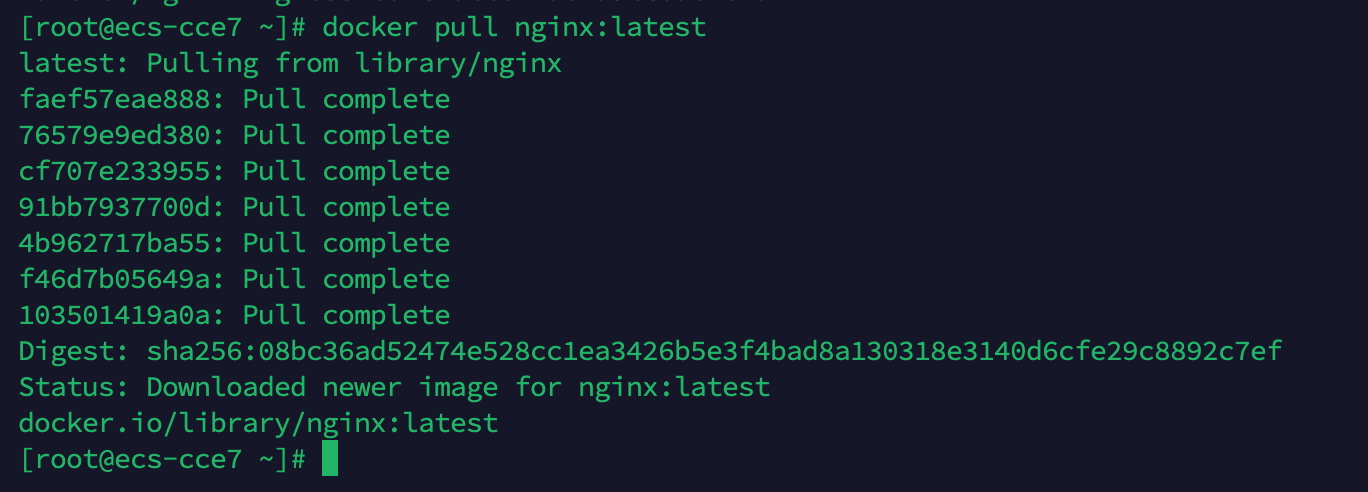 [root@ecs-cce7 ~]# docker pull nginx:latest
latest: Pulling from library/nginx
faef57eae888: Pull complete
76579e9ed380: Pull complete
cf707e233955: Pull complete
91bb7937700d: Pull complete
4b962717ba55: Pull complete
f46d7b05649a: Pull complete
103501419a0a: Pull complete
Digest: sha256:08bc36ad52474e528cc1ea3426b5e3f4bad8a130318e3140d6cfe29c8892c7ef
Status: Downloaded newer image for nginx:latest
docker.io/library/nginx:latest
[root@ecs-cce7 ~]#